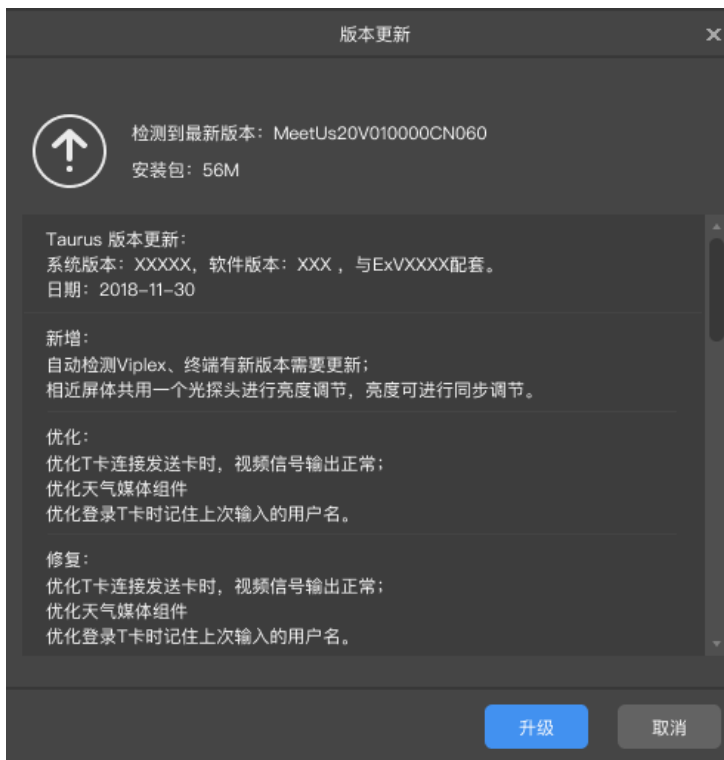 版本更新
检测到最新版本：MeetUs20V010000CN060
安装包：56M
Taurus 版本更新：
系统版本：XXXXX，软件版本：XXX ，与ExVXXXX配套。
日期：2018-11-30
新增：
自动检测Viplex、终端有新版本需要更新；
相近屏体共用一个光探头进行亮度调节，亮度可进行同步调节。
优化：
优化T卡连接发送卡时，视频信号输出正常；
优化天气媒体组件
优化登录T卡时记住上次输入的用户名。
修复：
优化T卡连接发送卡时，视频信号输出正常；
优化天气媒体组件
优化登录T卡时记住上次输入的用户名。
升级
取消